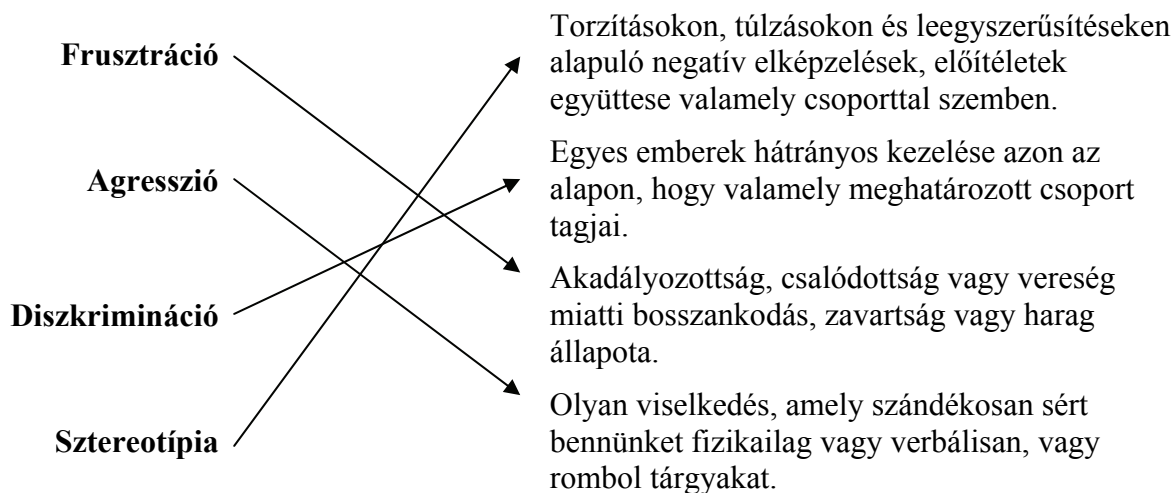 Frusztráció
Agresszió
Diszkrimináció
Sztereotípia
Torzításokon, túlzásokon és leegyszerűsítéseken
alapuló negatív elképzelések, előítéletek
együttese valamely csoporttal szemben.
Egyes emberek hátrányos kezelése azon az
alapon, hogy valamely meghatározott csoport
tagjai.
Akadályozottság, csalódottság vagy vereség
miatti bosszankodás, zavartság vagy harag
állapota.
Olyan viselkedés, amely szándékosan sért
bennünket fizikailag vagy verbálisan, vagy
rombol tárgyakat.